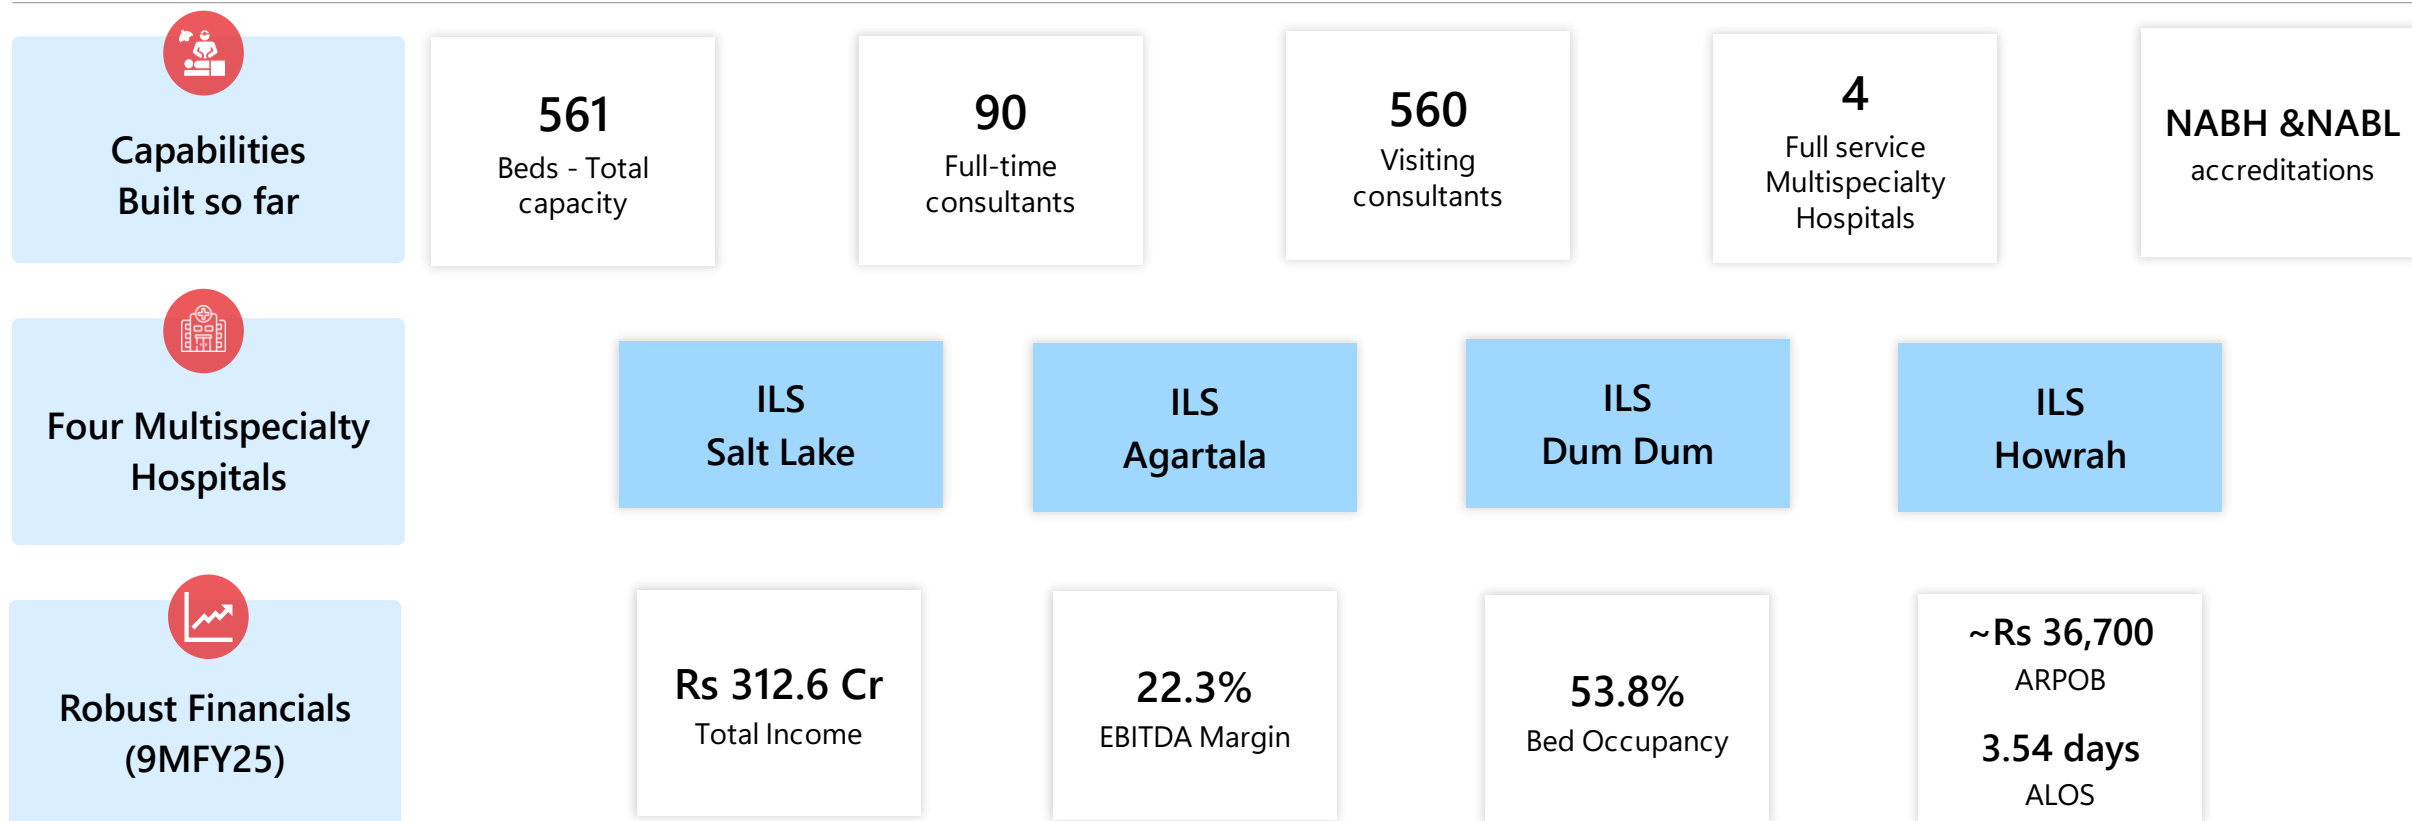 Capabilities
Built so far
561
Beds - Total
capacity
90
Full-time
consultants
560
Visiting
consultants
4
Full service
Multispecialty
Hospitals
NABH &NABL
accreditations
Four Multispecialty
Hospitals
ILS
Salt Lake
ILS
Agartala
ILS
Dum Dum
ILS
Howrah
Robust Financials
(9MFY25)
Rs 312.6 Cr
Total Income
22.3%
EBITDA Margin
53.8%
Bed Occupancy
~Rs 36,700
ARPOB
3.54 days
ALOS